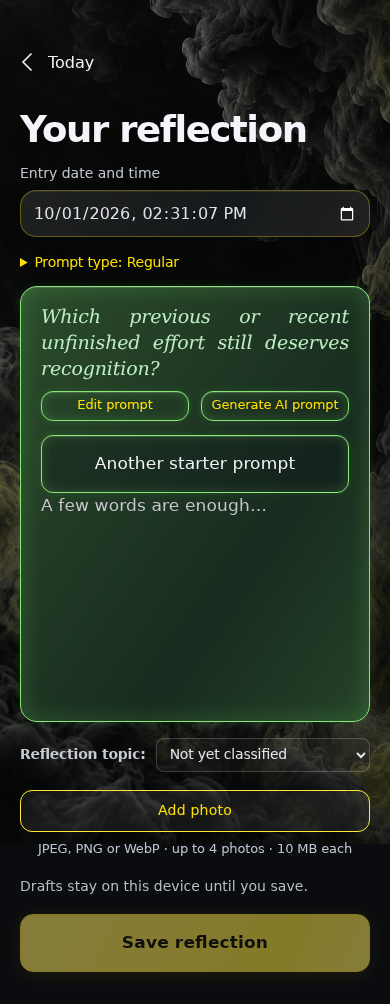 Today
Your reflection
Entry date and time
10/01/2026, 02:31:07 PM
Prompt type: Regular
Which previous or recent
unfinished effort still deserves
recognition?
Edit prompt
Generate AI prompt
Another starter prompt
A few words are enough...
Reflection topic:
Not yet classified
Add photo
JPEG, PNG or WebP · up to 4 photos · 10 MB each
Drafts stay on this device until you save.
Save reflection